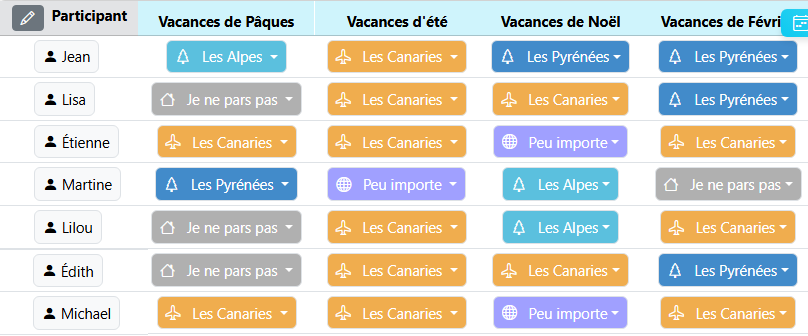 Participant Vacances de Pâques Vacances d'été Vacances de Noël Vacances de Févri
Jean Les Alpes Les Canaries Les Pyrénées Les Pyrénées
Lisa Je ne pars pas Les Canaries Les Canaries Les Pyrénées
Étienne Les Canaries Les Canaries Peu importe Les Canaries
Martine Les Pyrénées Peu importe Les Alpes Je ne pars pas
Lilou Je ne pars pas Les Canaries Les Alpes Les Canaries
Édith Je ne pars pas Les Canaries Les Canaries Les Pyrénées
Michael Les Canaries Les Canaries Peu importe Les Canaries